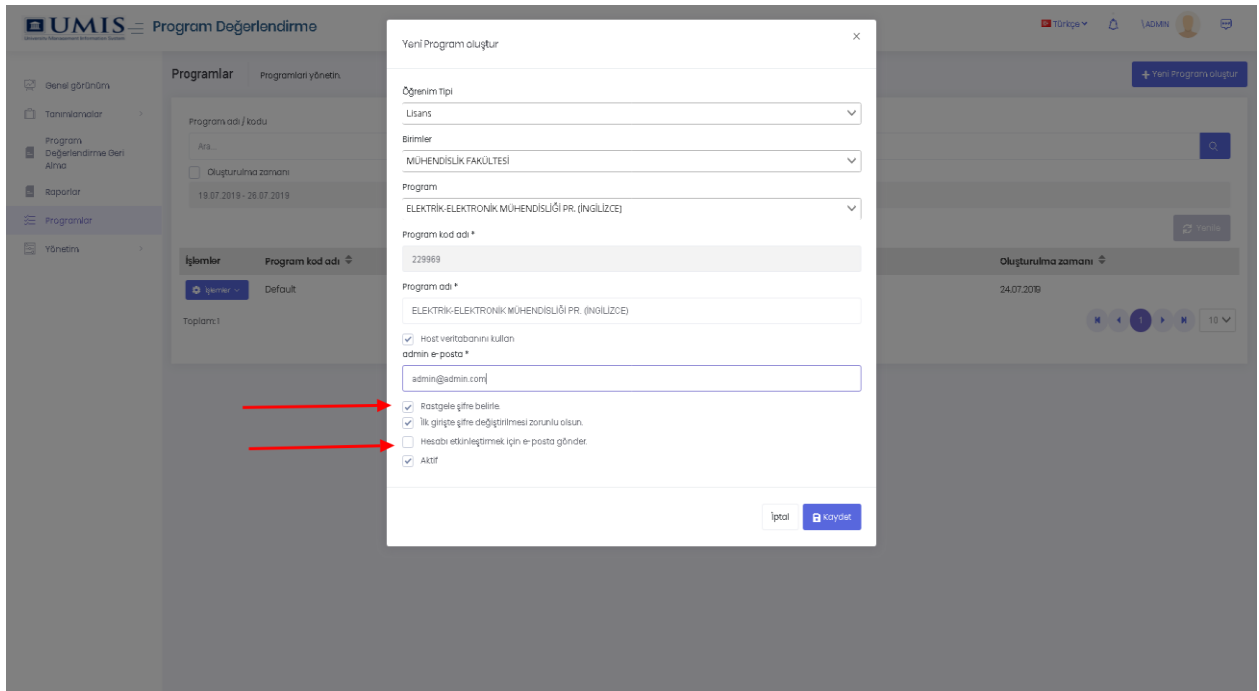 UMIS
Program Değerlendirme
Türkçe
\ADMIN
Genel görünüm
Tanımlamalar
Program
Değerlendirme Geri
Alma
Raporlar
Programlar
Yönetim
Programlar
Programları yönetin.
Yeni Program oluştur
Program adı / kodu
Ara...
Oluşturulma zamanı
19.07.2019 - 26.07.2019
Yenile
İşlemler
Program kod adı
Oluşturulma zamanı
İşlemler
Default
24.07.2019
Toplam: 1
1
10
Yeni Program oluştur
Öğrenim Tipi
Lisans
Birimler
MÜHENDİSLİK FAKÜLTESİ
Program
ELEKTRİK-ELEKTRONİK MÜHENDİSLİĞİ PR. (İNGİLİZCE)
Program kod adı *
229969
Program adı *
ELEKTRİK-ELEKTRONİK MÜHENDİSLİĞİ PR. (İNGİLİZCE)
Host veritabanını kullan
admin e-posta *
admin@admin.com
Rastgele şifre belirle.
İlk girişte şifre değiştirilmesi zorunlu olsun.
Hesabı etkinleştirmek için e-posta gönder.
Aktif
İptal
Kaydet